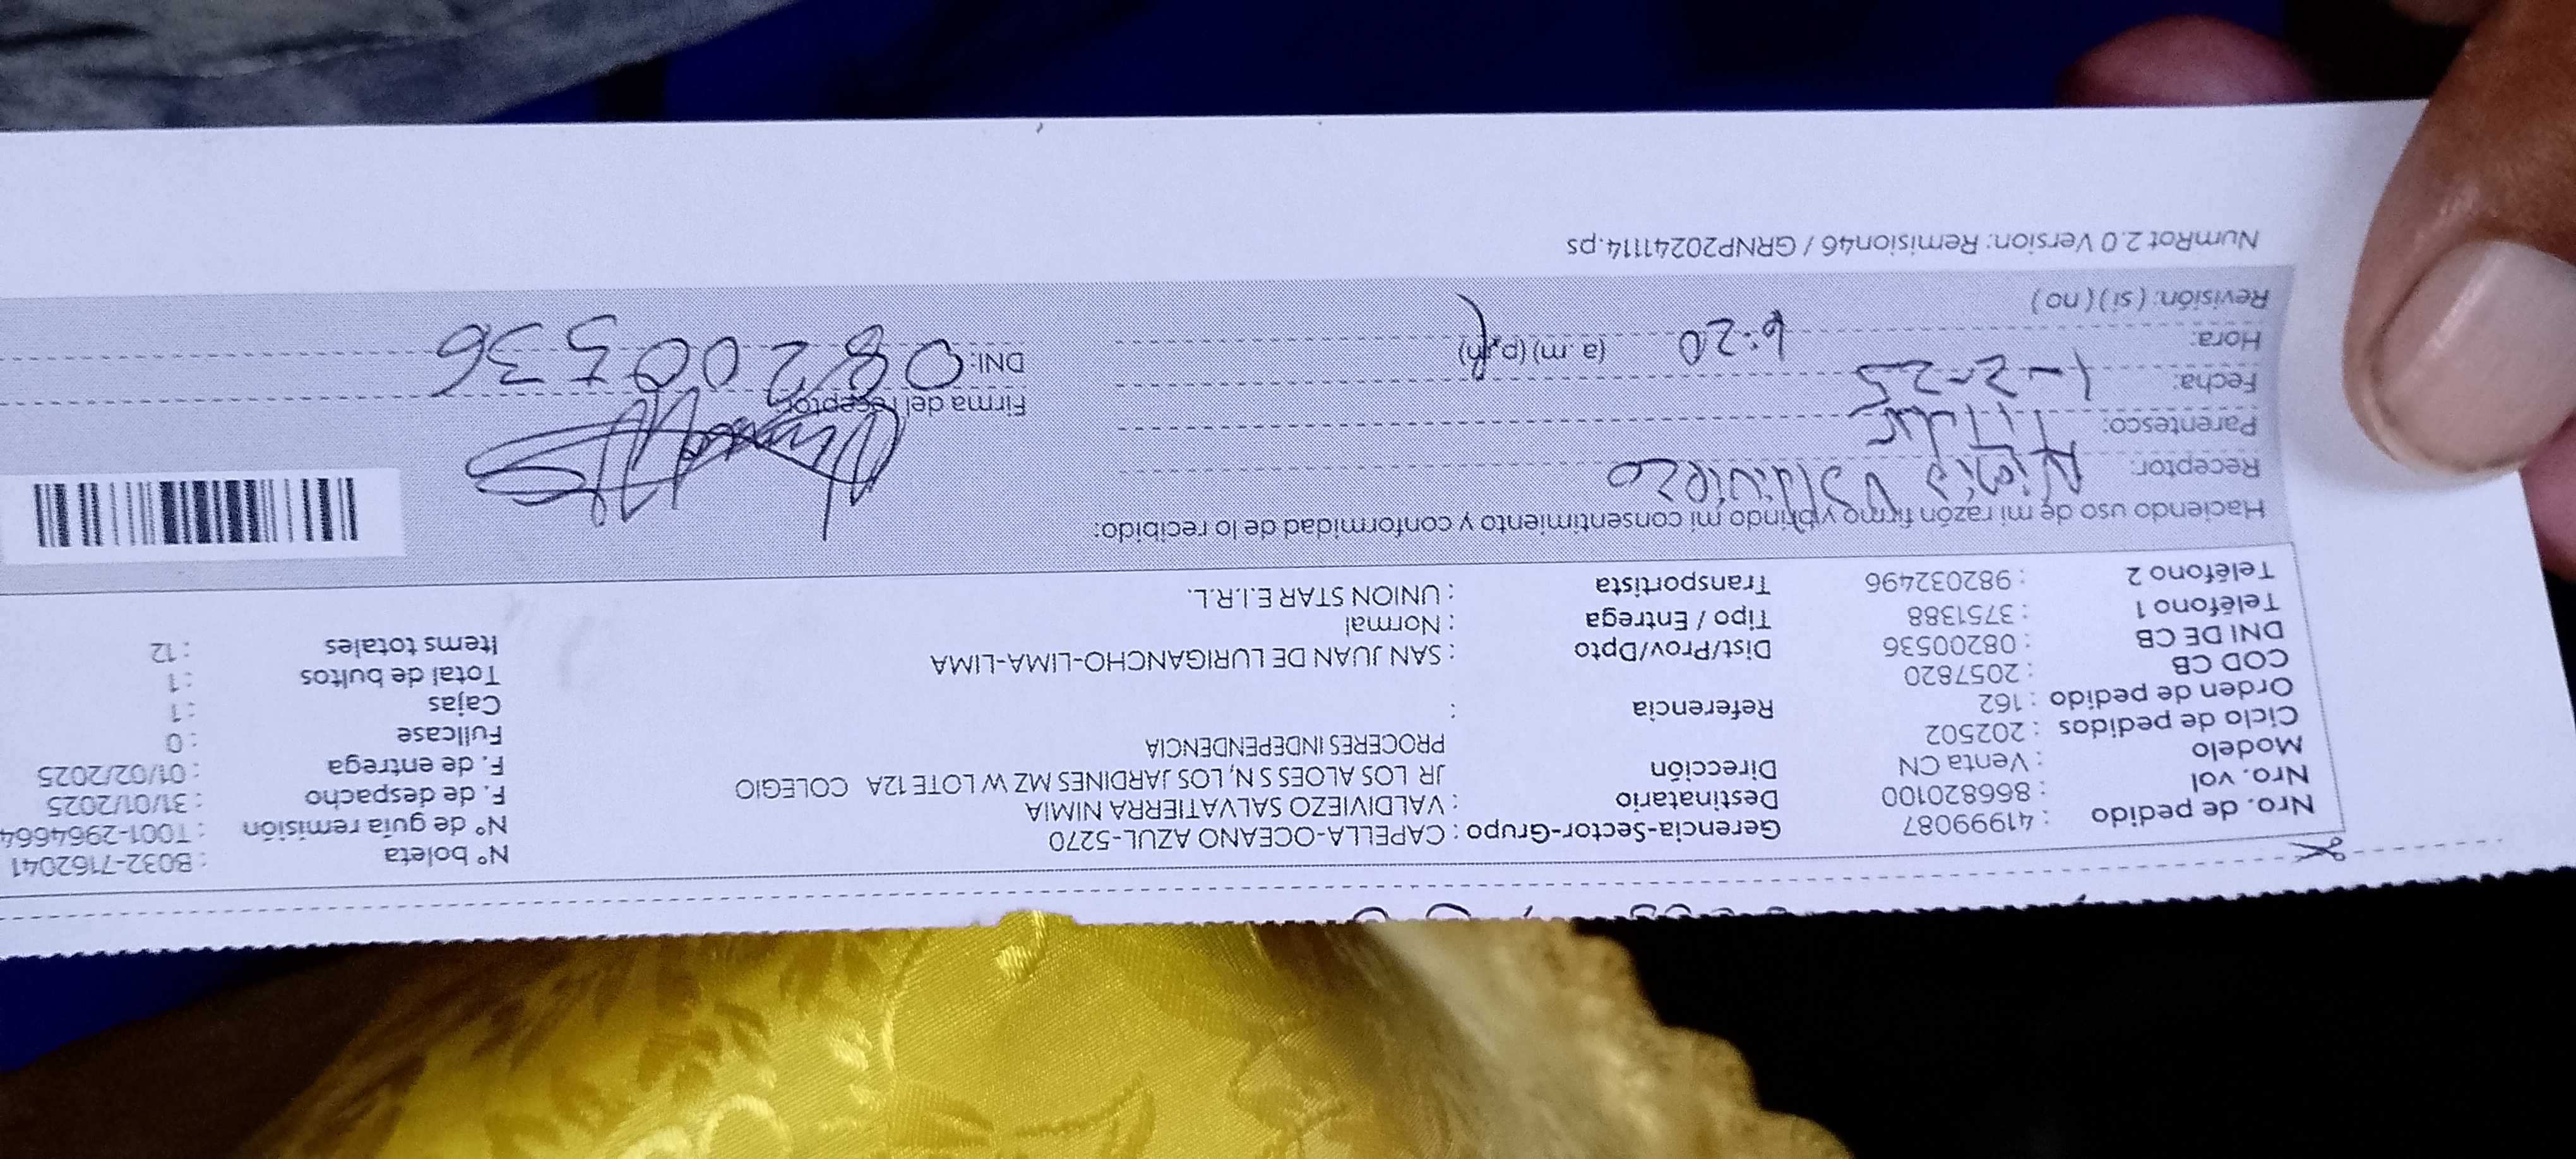 Nro. de pedido : 41999087
Nro. vol : 866820100
Modelo : Venta CN
Ciclo de pedidos : 202502
Orden de pedido : 162
COD CB : 2057820
DNI DE CB : 08200536
Teléfono 1 : 3751388
Teléfono 2 : 982032496
Gerencia-Sector-Grupo : CAPELLA-OCEANO AZUL-5270
Destinatario : VALDIVIEZO SALVATIERRA NIMIA
Dirección JR LOS ALOES S N, LOS JARDINES MZ W LOTE 12A COLEGIO
PROCERES INDEPENDENCIA
Referencia :
Dist/Prov/Dpto : SAN JUAN DE LURIGANCHO-LIMA-LIMA
Tipo / Entrega : Normal
Transportista : UNION STAR E.I.R.L.
N° boleta : B032-7162041
N° de guía remisión : T001-2964664
F. de despacho : 31/01/2025
F. de entrega : 01/02/2025
Fullcase : 0
Cajas : 1
Total de bultos : 1
Items totales : 12
Haciendo uso de mi razón firmo y brindo mi consentimiento y conformidad de lo recibido:
Receptor: Nimia Valdiviezo
Parentesco: Titular
Fecha: 1-2-25
Hora: 6:20 (a.m) (p.m)
Revisión: (si) (no)
Firma del receptor
DNI: 08200536
NumRot 2.0 Version: Remision46 / GRNP20241114.ps